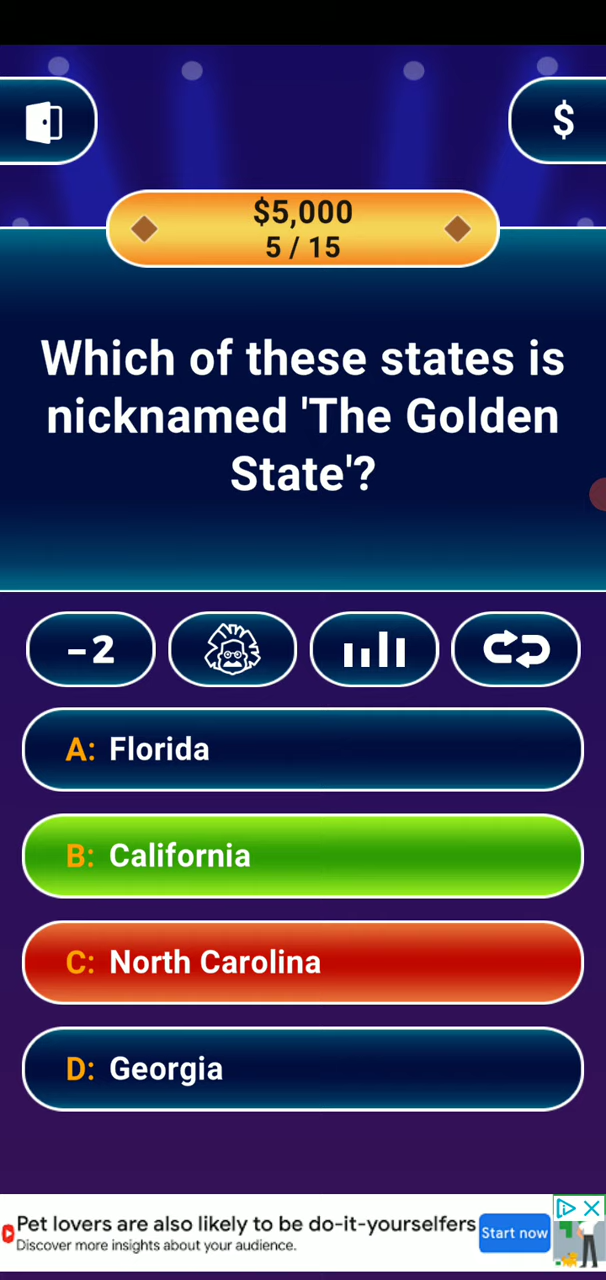 $
$5,000
5 / 15
Which of these states is
nicknamed 'The Golden
State'?
-2
A: Florida
B: California
C: North Carolina
D: Georgia
Pet lovers are also likely to be do-it-yourselfers
Discover more insights about your audience.
Start now